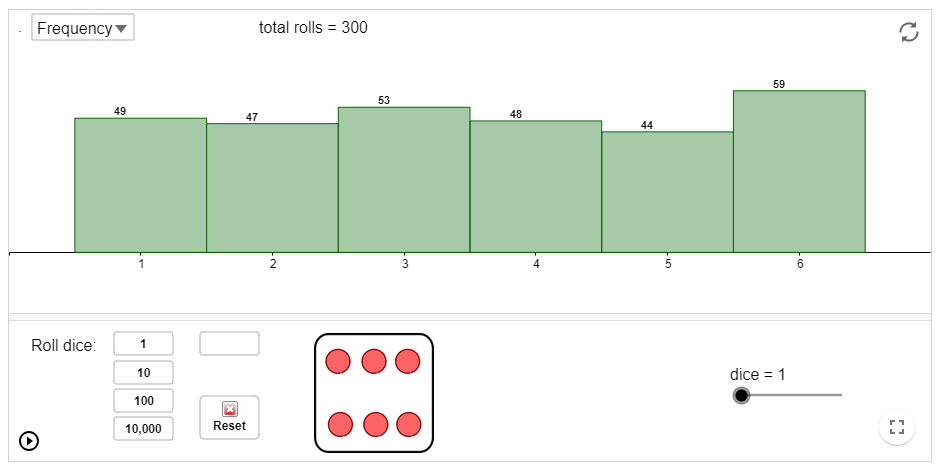 Frequency
total rolls = 300
59
53
49
48
47
44
1 2 3 4 5 6
Roll dice: 1
10
100
10,000
Reset
dice = 1